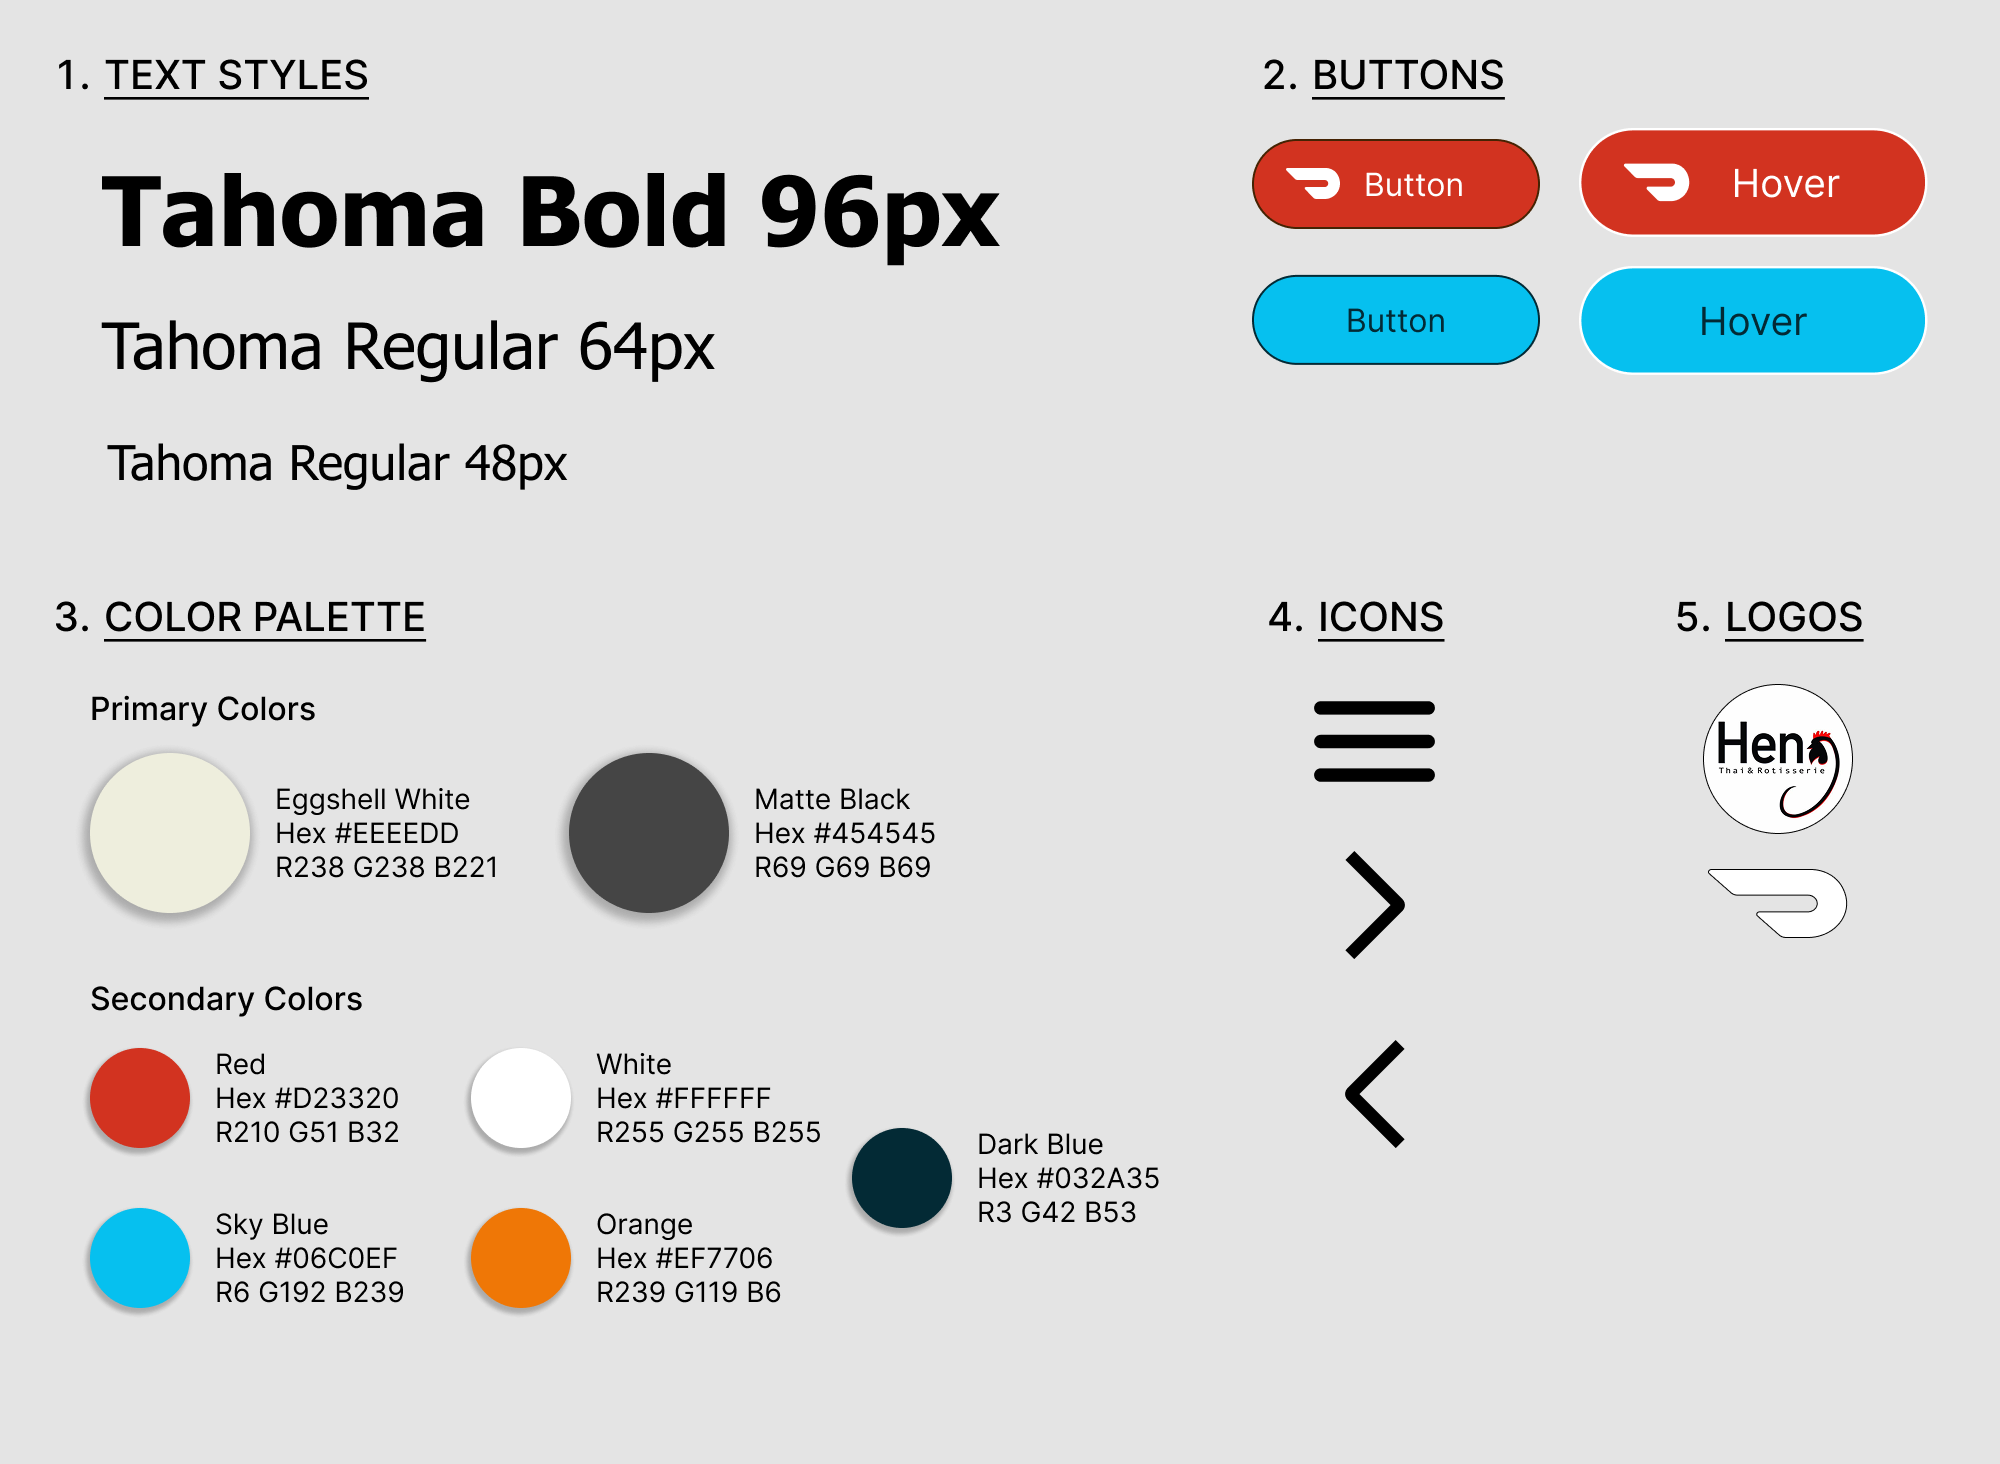 1. TEXT STYLES
Tahoma Bold 96px
Tahoma Regular 64px
Tahoma Regular 48px
2. BUTTONS
Button
Hover
Button
Hover
3. COLOR PALETTE
Primary Colors
Eggshell White
Hex #EEEEDD
R238 G238 B221
Matte Black
Hex #454545
R69 G69 B69
Secondary Colors
Red
Hex #D23320
R210 G51 B32
White
Hex #FFFFFF
R255 G255 B255
Sky Blue
Hex #06C0EF
R6 G192 B239
Orange
Hex #EF7706
R239 G119 B6
Dark Blue
Hex #032A35
R3 G42 B53
4. ICONS
5. LOGOS
Heng
Thai & Rotisserie